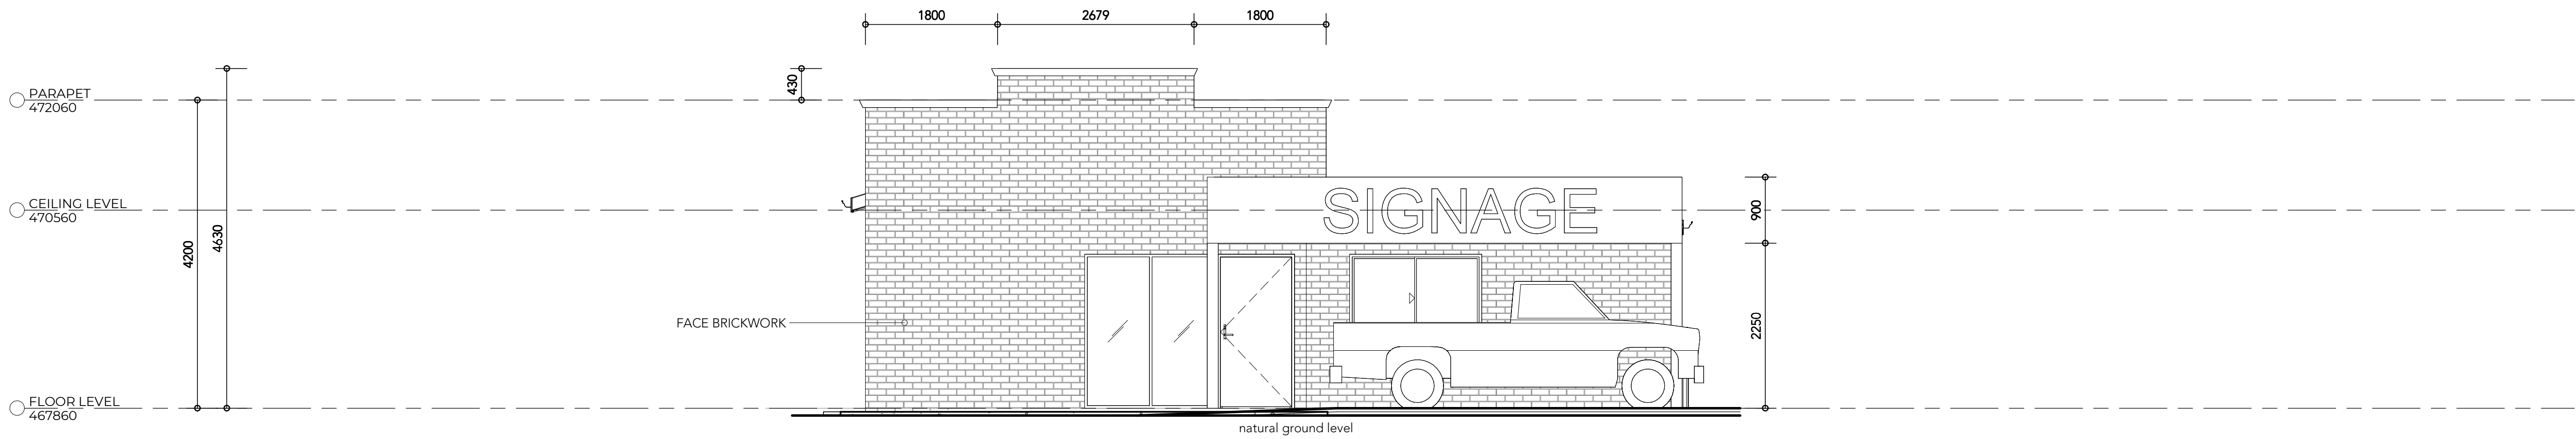 1800
2679
1800
430
PARAPET
472060
CEILING LEVEL
470560
SIGNAGE
900
4200
4630
FACE BRICKWORK
2250
FLOOR LEVEL
467860
natural ground level